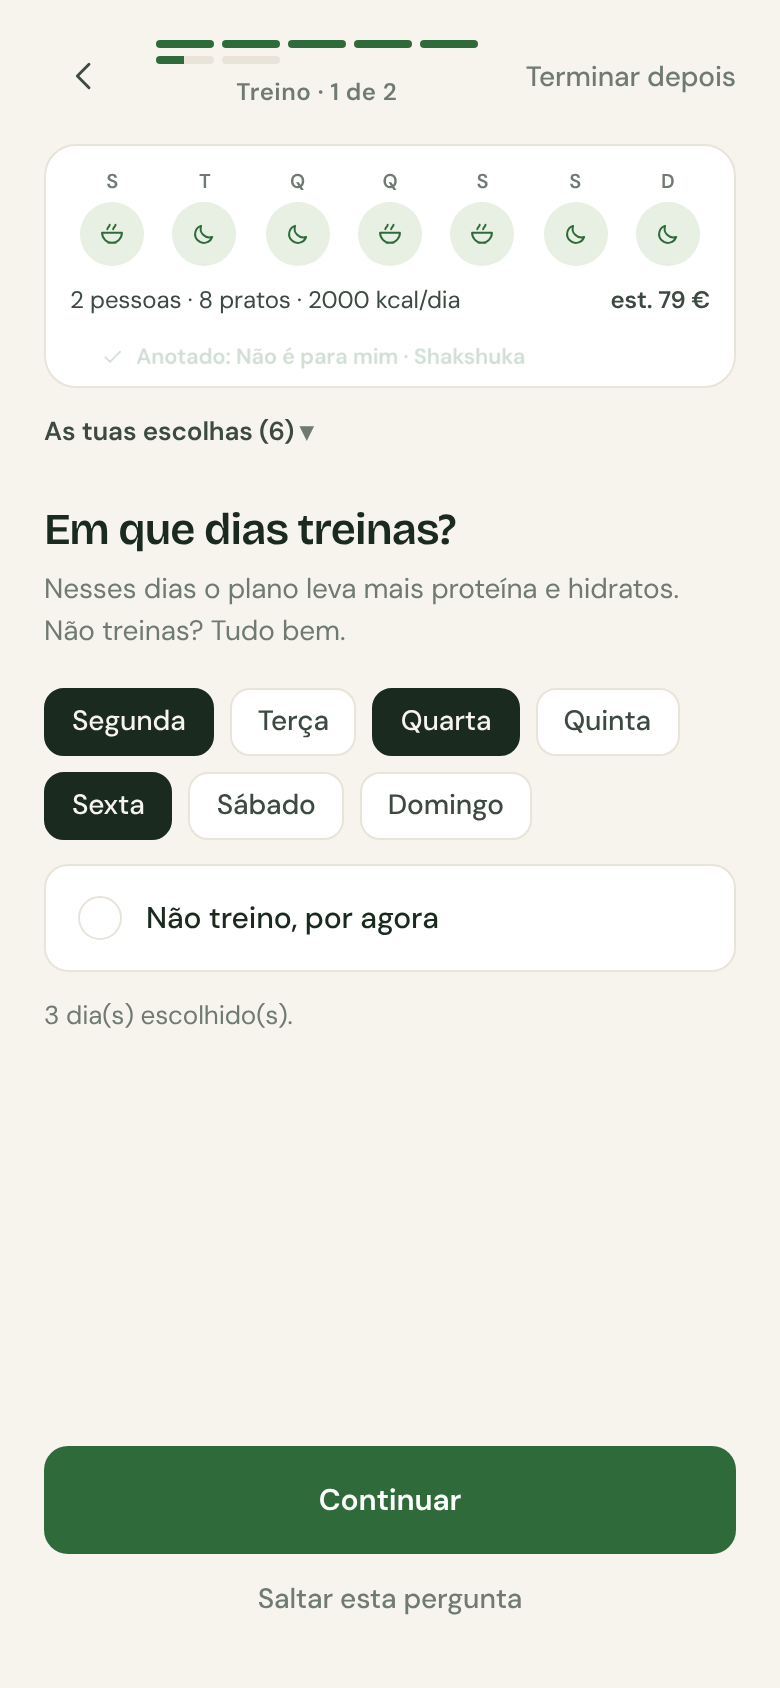 Treino · 1 de 2
Terminar depois
S T Q Q S S D
2 pessoas · 8 pratos · 2000 kcal/dia est. 79 €
Anotado: Não é para mim · Shakshuka
As tuas escolhas (6) ▾
Em que dias treinas?
Nesses dias o plano leva mais proteína e hidratos.
Não treinas? Tudo bem.
Segunda Terça Quarta Quinta
Sexta Sábado Domingo
Não treino, por agora
3 dia(s) escolhido(s).
Continuar
Saltar esta pergunta